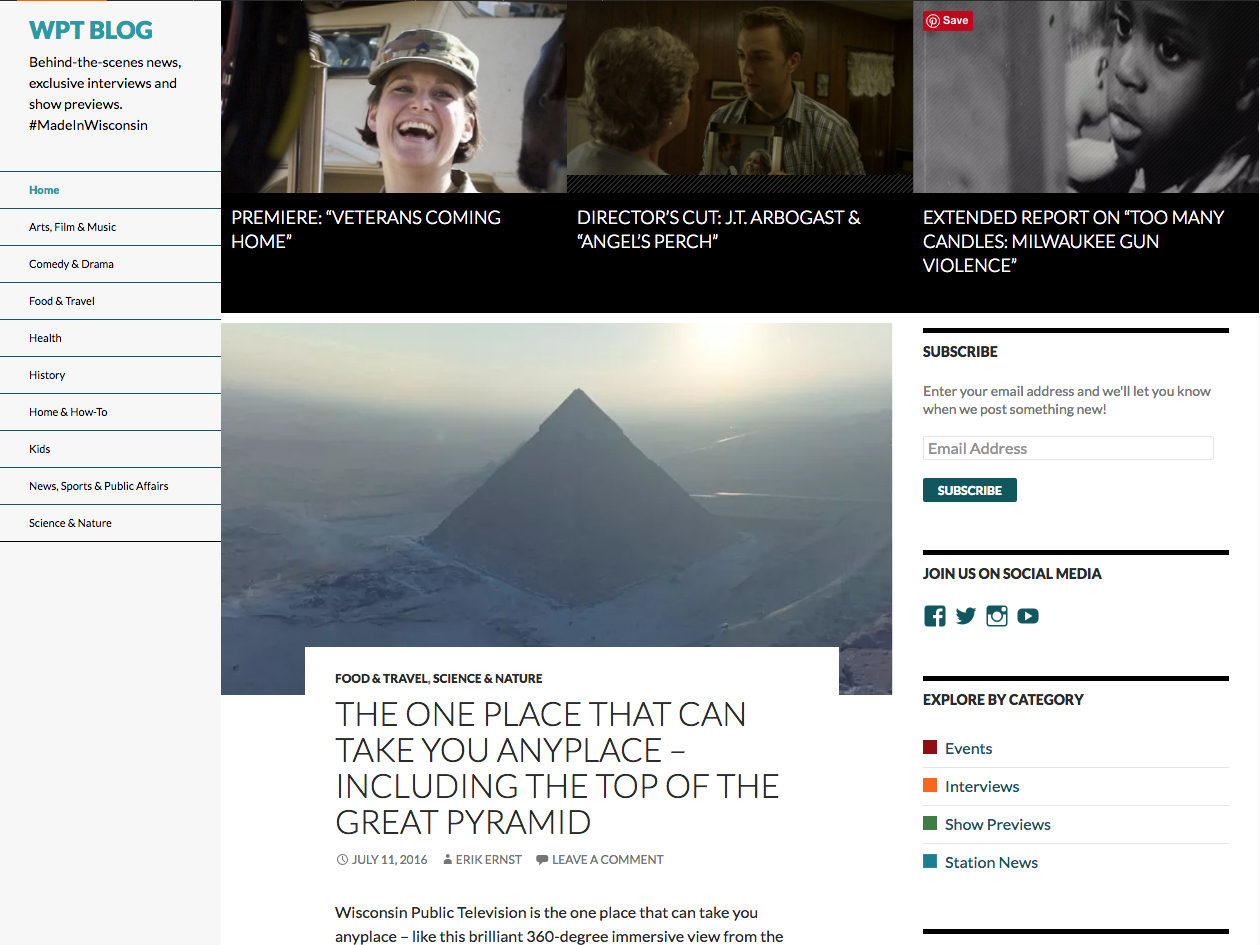 WPT BLOG
Behind-the-scenes news,
exclusive interviews and
show previews.
#MadeInWisconsin
Home
Arts, Film & Music
Comedy & Drama
Food & Travel
Health
History
Home & How-To
Kids
News, Sports & Public Affairs
Science & Nature
PREMIERE: “VETERANS COMING
HOME”
DIRECTOR’S CUT: J.T. ARBOGAST &
“ANGEL’S PERCH”
Save
EXTENDED REPORT ON “TOO MANY
CANDLES: MILWAUKEE GUN
VIOLENCE”
FOOD & TRAVEL, SCIENCE & NATURE
THE ONE PLACE THAT CAN
TAKE YOU ANYPLACE –
INCLUDING THE TOP OF THE
GREAT PYRAMID
JULY 11, 2016 ERIK ERNST LEAVE A COMMENT
Wisconsin Public Television is the one place that can take you
anyplace – like this brilliant 360-degree immersive view from the
SUBSCRIBE
Enter your email address and we'll let you know
when we post something new!
Email Address
SUBSCRIBE
JOIN US ON SOCIAL MEDIA
EXPLORE BY CATEGORY
Events
Interviews
Show Previews
Station News